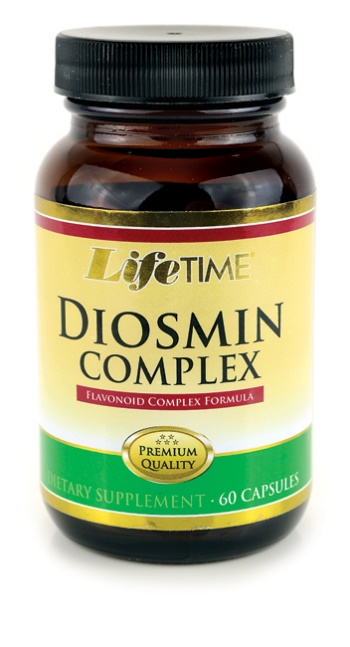 LifeTIME®
DIOSMIN
COMPLEX
FLAVONOID COMPLEX FORMULA
PREMIUM
QUALITY
DIETARY SUPPLEMENT · 60 CAPSULES